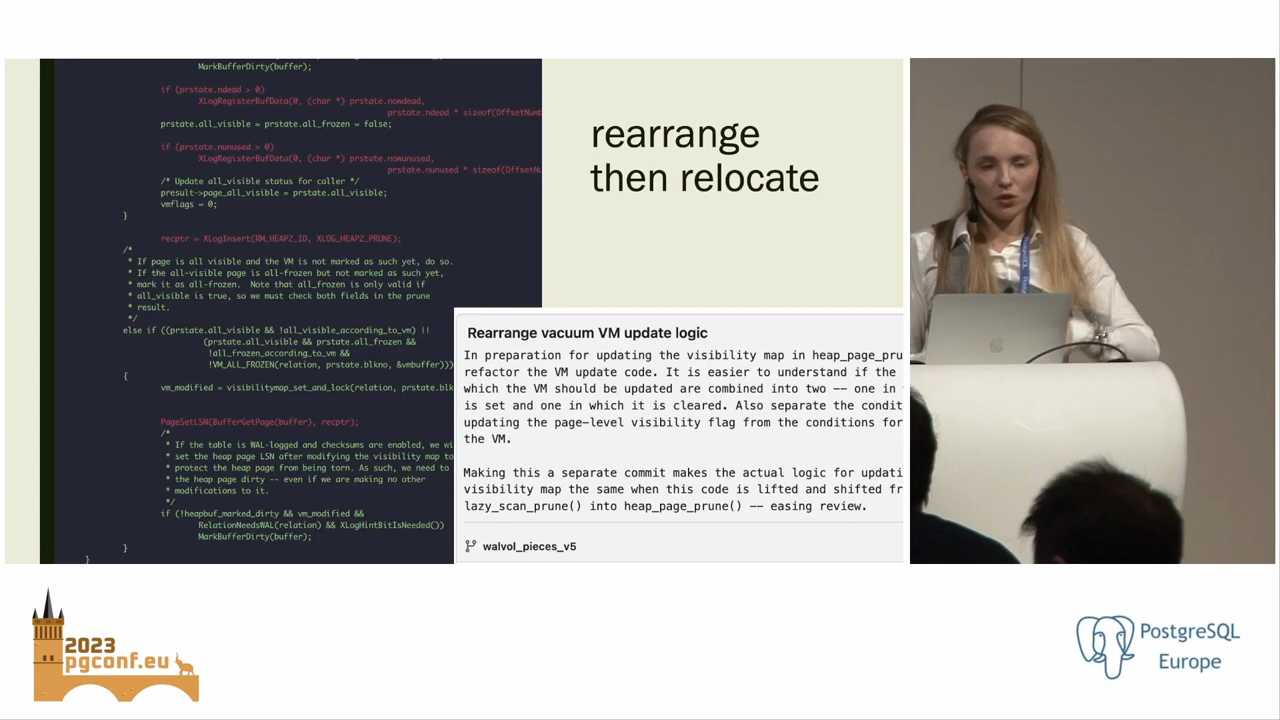 MarkBufferDirty(buffer);
if (prstate.ndead > 0)
XLogRegisterBufData(0, (char *) prstate.nowdead,
prstate.ndead * sizeof(OffsetNumb
prstate.all_visible = prstate.all_frozen = false;
if (prstate.nunused > 0)
XLogRegisterBufData(0, (char *) prstate.nowunused,
prstate.nunused * sizeof(OffsetNu
/* Update all_visible status for caller */
presult->page_all_visible = prstate.all_visible;
vmflags = 0;
}
recptr = XLogInsert(RM_HEAP2_ID, XLOG_HEAP2_PRUNE);
/*
* If page is all visible and the VM is not marked as such yet, do so.
* If the all-visible page is all-frozen but not marked as such yet,
* mark it as all-frozen.  Note that all_frozen is only valid if
* all_visible is true, so we must check both fields in the prune
* result.
*/
else if ((prstate.all_visible && !all_visible_according_to_vm) ||
(prstate.all_visible && prstate.all_frozen &&
!all_frozen_according_to_vm &&
!VM_ALL_FROZEN(relation, prstate.blkno, &vmbuffer)))
{
vm_modified = visibilitymap_set_and_lock(relation, prstate.blk
PageSetLSN(BufferGetPage(buffer), recptr);
/*
* If the table is WAL-logged and checksums are enabled, we wi
* set the heap page LSN after modifying the visibility map to
* protect the heap page from being torn. As such, we need to
* the heap page dirty -- even if we are making no other
* modifications to it.
*/
if (!heapbuf_marked_dirty && vm_modified &&
RelationNeedsWAL(relation) && XLogHintBitIsNeeded())
MarkBufferDirty(buffer);
}
}
rearrange
then relocate
Rearrange vacuum VM update logic
In preparation for updating the visibility map in heap_page_pru
refactor the VM update code. It is easier to understand if the
which the VM should be updated are combined into two -- one in
is set and one in which it is cleared. Also separate the condit
updating the page-level visibility flag from the conditions for
the VM.
Making this a separate commit makes the actual logic for updati
visibility map the same when this code is lifted and shifted fr
lazy_scan_prune() into heap_page_prune() -- easing review.
walvol_pieces_v5
2023
pgconf.eu
PostgreSQL
Europe